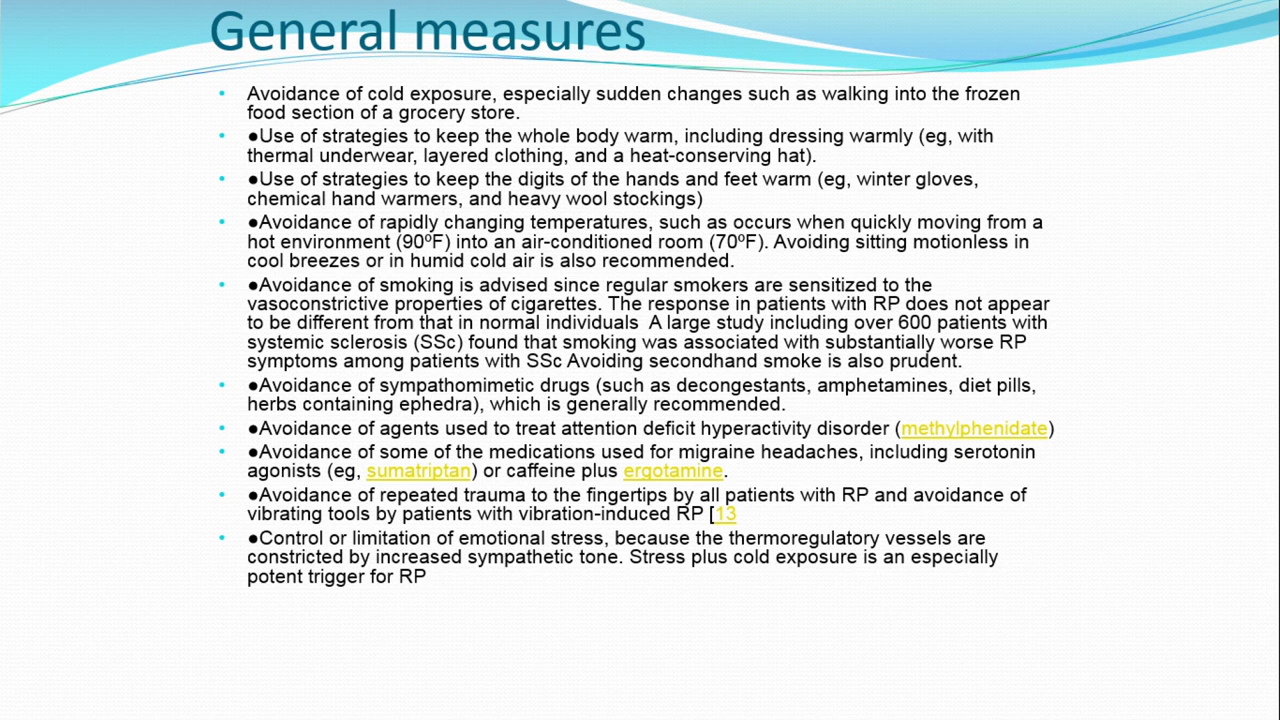 General measures
• Avoidance of cold exposure, especially sudden changes such as walking into the frozen
food section of a grocery store.
• ●Use of strategies to keep the whole body warm, including dressing warmly (eg, with
thermal underwear, layered clothing, and a heat-conserving hat).
• ●Use of strategies to keep the digits of the hands and feet warm (eg, winter gloves,
chemical hand warmers, and heavy wool stockings)
• ●Avoidance of rapidly changing temperatures, such as occurs when quickly moving from a
hot environment (90ºF) into an air-conditioned room (70ºF). Avoiding sitting motionless in
cool breezes or in humid cold air is also recommended.
• ●Avoidance of smoking is advised since regular smokers are sensitized to the
vasoconstrictive properties of cigarettes. The response in patients with RP does not appear
to be different from that in normal individuals  A large study including over 600 patients with
systemic sclerosis (SSc) found that smoking was associated with substantially worse RP
symptoms among patients with SSc Avoiding secondhand smoke is also prudent.
• ●Avoidance of sympathomimetic drugs (such as decongestants, amphetamines, diet pills,
herbs containing ephedra), which is generally recommended.
• ●Avoidance of agents used to treat attention deficit hyperactivity disorder (methylphenidate)
• ●Avoidance of some of the medications used for migraine headaches, including serotonin
agonists (eg, sumatriptan) or caffeine plus ergotamine.
• ●Avoidance of repeated trauma to the fingertips by all patients with RP and avoidance of
vibrating tools by patients with vibration-induced RP [13
• ●Control or limitation of emotional stress, because the thermoregulatory vessels are
constricted by increased sympathetic tone. Stress plus cold exposure is an especially
potent trigger for RP